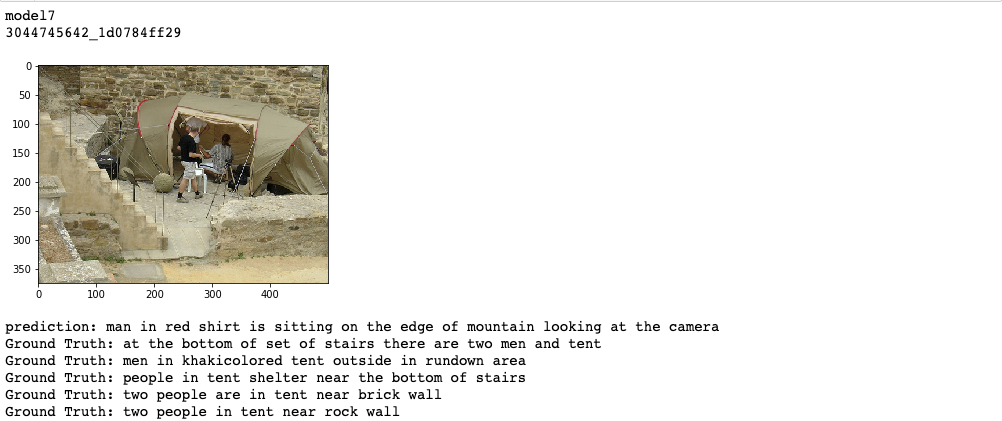 model7
3044745642_1d0784ff29
0
50
100
150
200
250
300
350
0 100 200 300 400
prediction: man in red shirt is sitting on the edge of mountain looking at the camera
Ground Truth: at the bottom of set of stairs there are two men and tent
Ground Truth: men in khakicolored tent outside in rundown area
Ground Truth: people in tent shelter near the bottom of stairs
Ground Truth: two people are in tent near brick wall
Ground Truth: two people in tent near rock wall